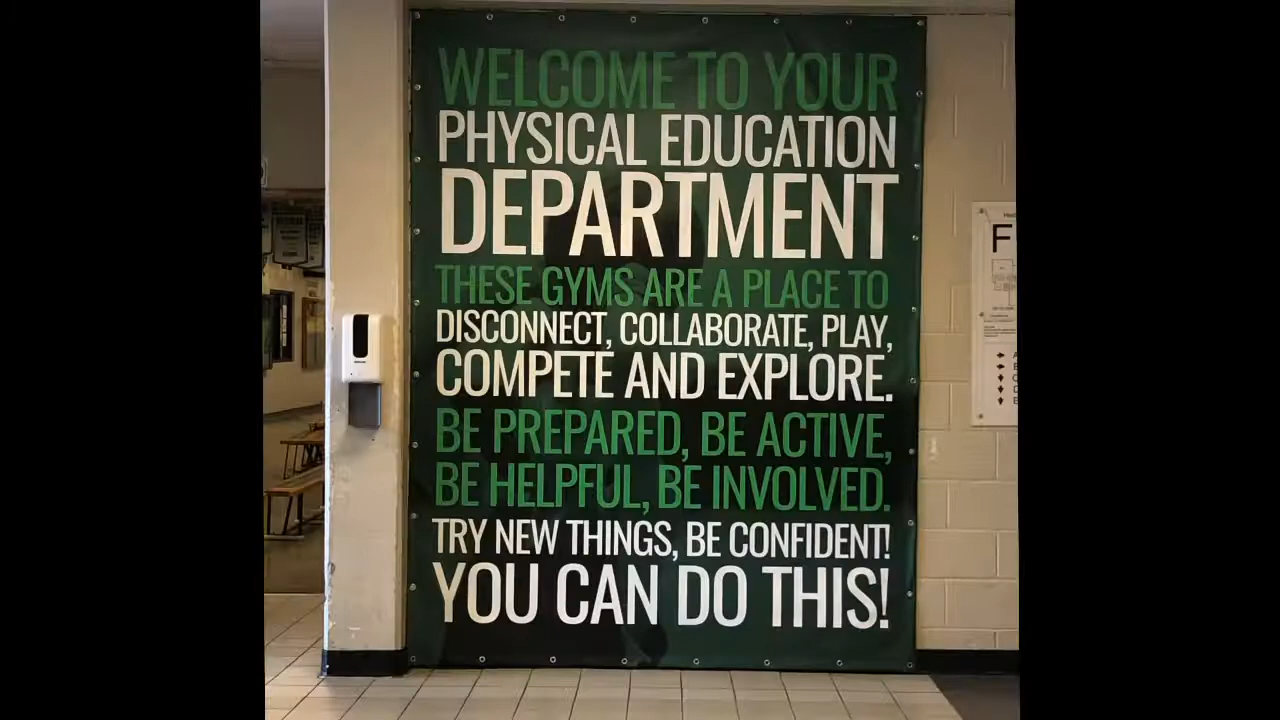 WELCOME TO YOUR
PHYSICAL EDUCATION
DEPARTMENT
THESE GYMS ARE A PLACE TO
DISCONNECT, COLLABORATE, PLAY,
COMPETE AND EXPLORE.
BE PREPARED, BE ACTIVE,
BE HELPFUL, BE INVOLVED.
TRY NEW THINGS, BE CONFIDENT!
YOU CAN DO THIS!
F